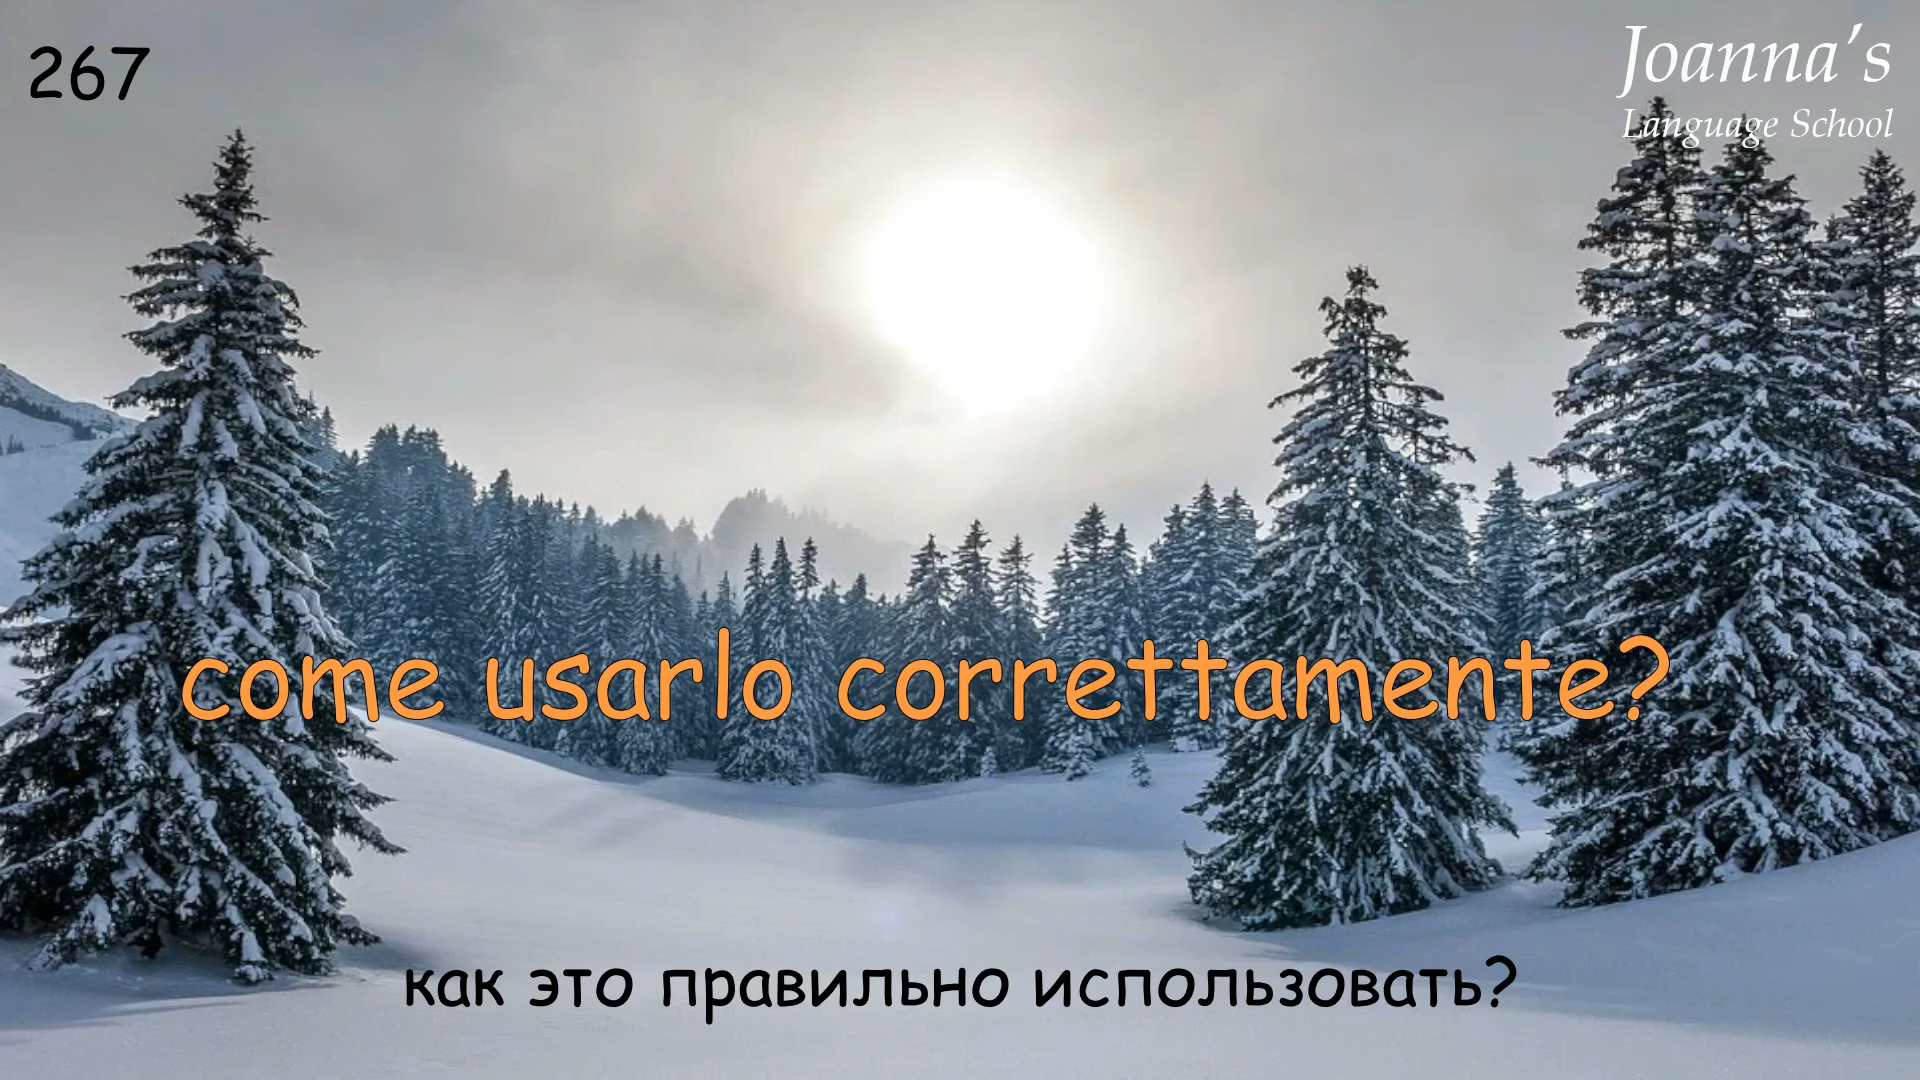 267
Joanna's
Language School
come usarlo correttamente?
как это правильно использовать?